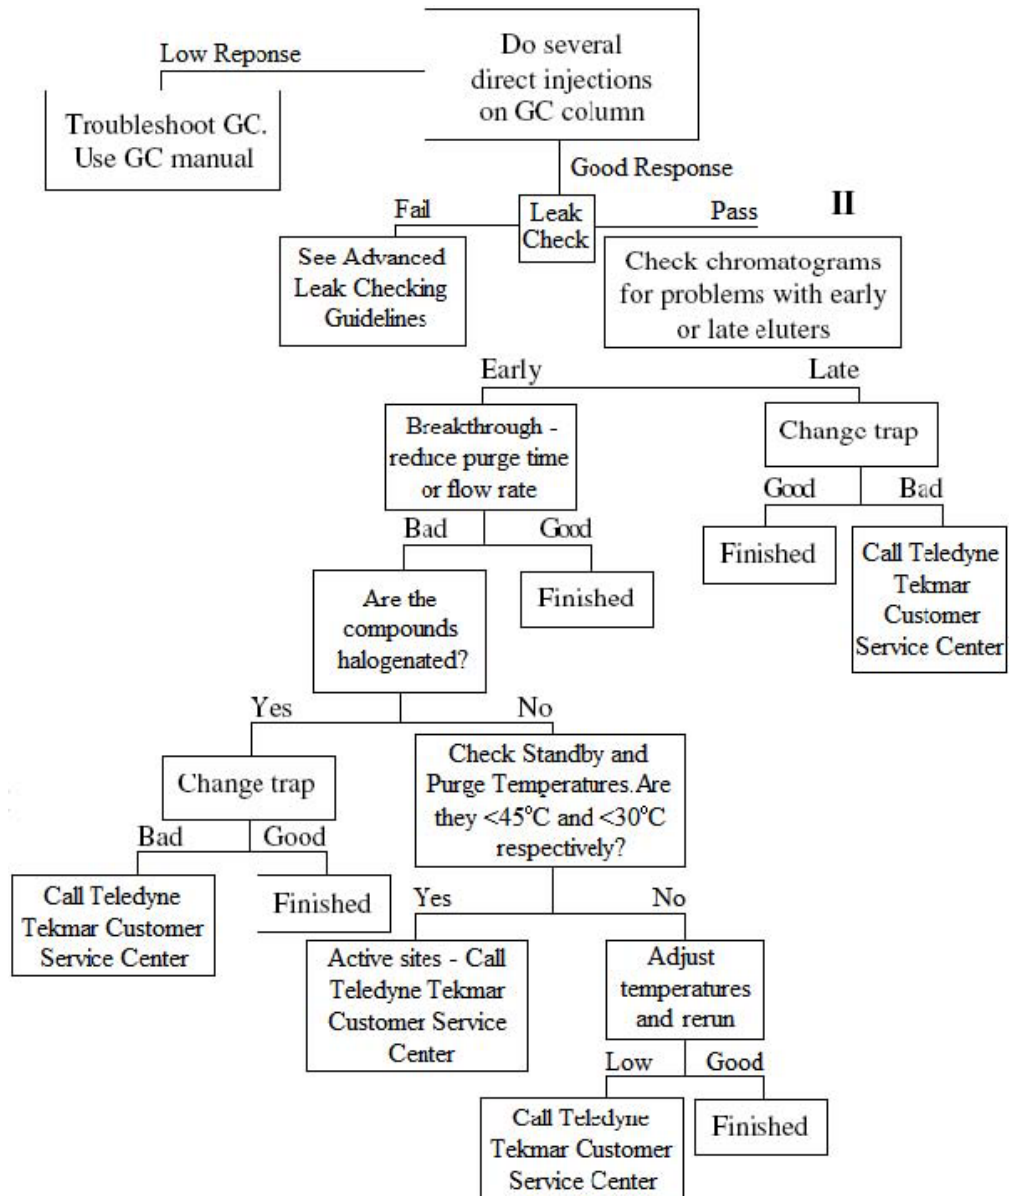 Do several
direct injections
on GC column
Low Reponse
Troubleshoot GC.
Use GC manual
Good Response
Fail
Leak
Check
Pass
II
See Advanced
Leak Checking
Guidelines
Check chromatograms
for problems with early
or late eluters
Early
Late
Breakthrough -
reduce purge time
or flow rate
Change trap
Good
Bad
Bad
Good
Finished
Call Teledyne
Tekmar
Customer
Service Center
Are the
compounds
halogenated?
Finished
Yes
No
Change trap
Check Standby and
Purge Temperatures.Are
they <45°C and <30°C
respectively?
Bad
Good
Call Teledyne
Tekmar Customer
Service Center
Finished
Yes
No
Active sites - Call
Teledyne Tekmar
Customer Service
Center
Adjust
temperatures
and rerun
Low
Good
Call Teledyne
Tekmar Customer
Service Center
Finished